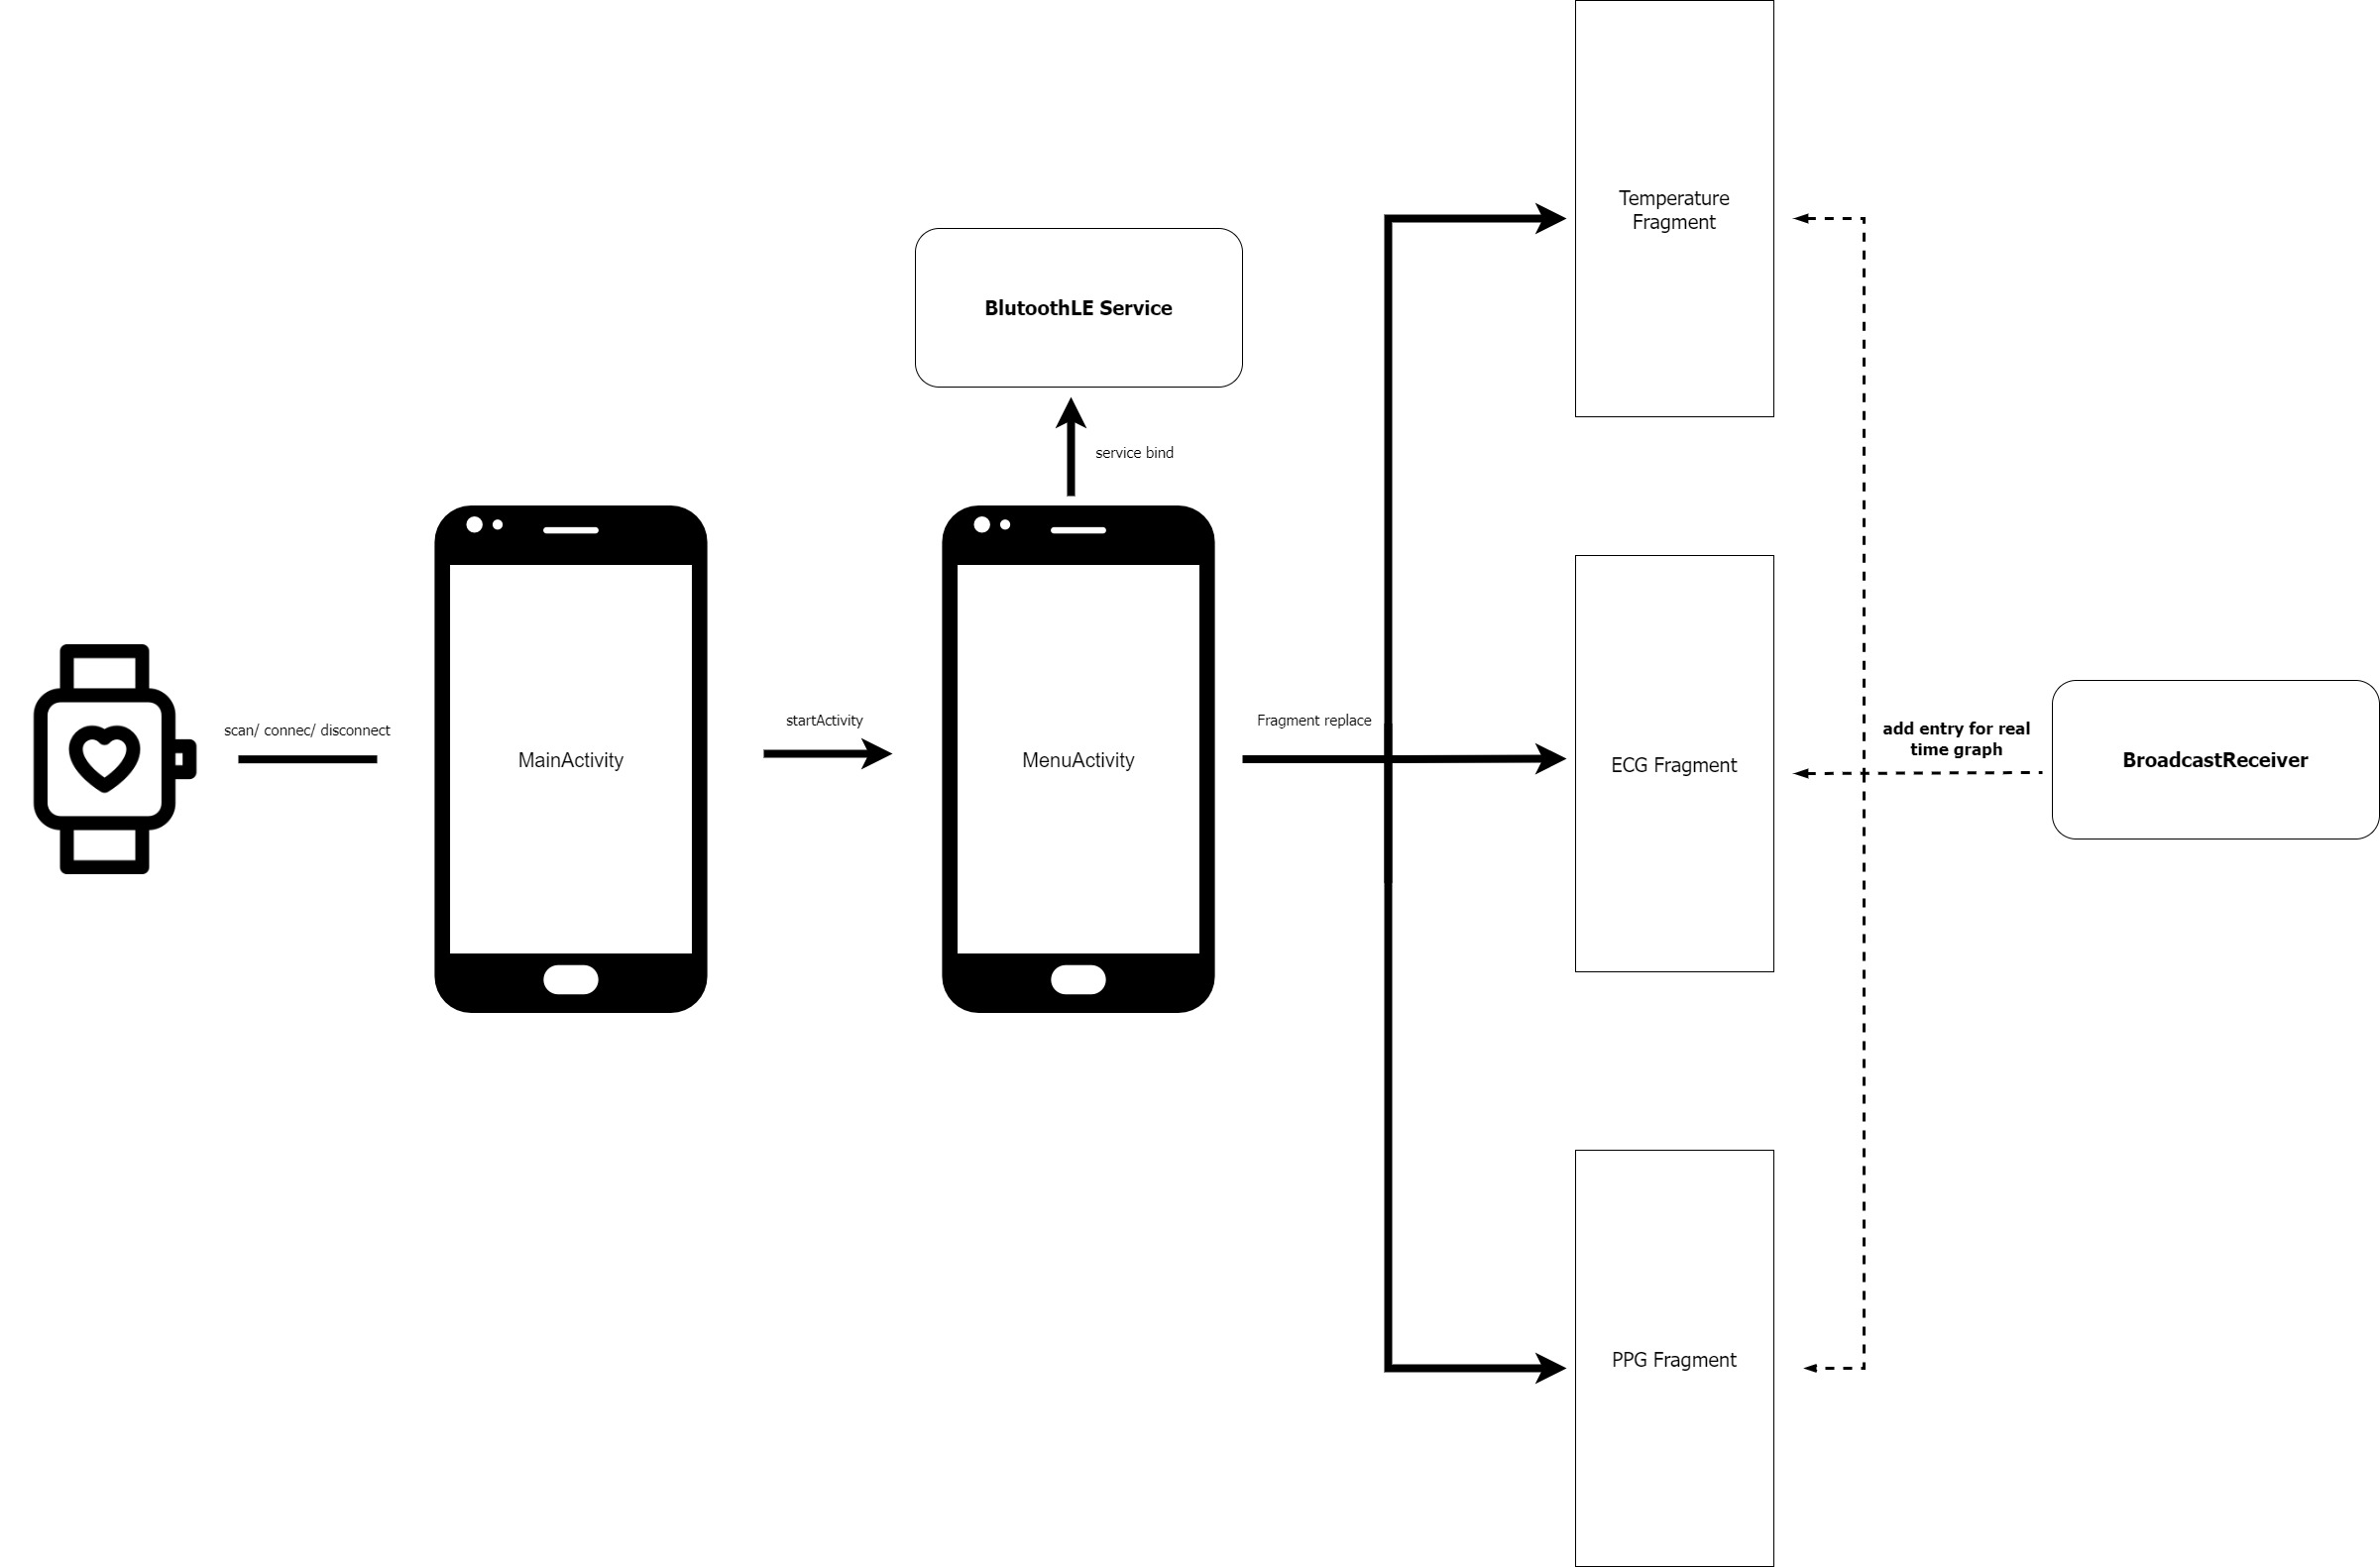 Temperature
Fragment
BlutoothLE Service
service bind
scan/ connec/ disconnect
MainActivity
startActivity
MenuActivity
Fragment replace
ECG Fragment
add entry for real
time graph
BroadcastReceiver
PPG Fragment